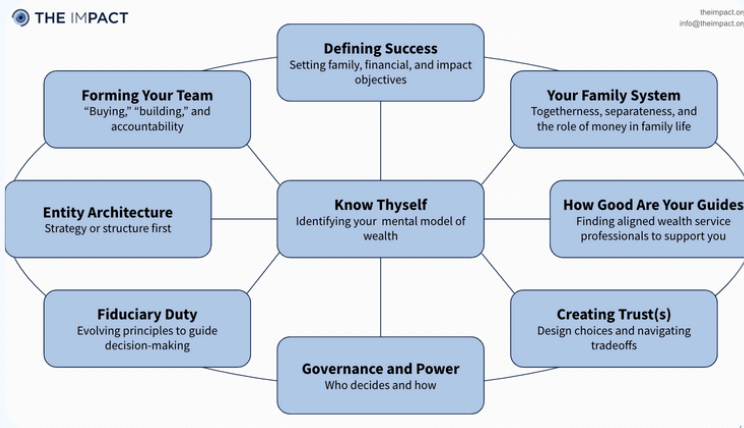 THE IMPACT
theimpact.or
info@theimpact.or
Defining Success
Setting family, financial, and impact
objectives
Forming Your Team
“Buying,” “building,” and
accountability
Your Family System
Togetherness, separateness, and
the role of money in family life
Entity Architecture
Strategy or structure first
Know Thyself
Identifying your mental model of
wealth
How Good Are Your Guides
Finding aligned wealth service
professionals to support you
Fiduciary Duty
Evolving principles to guide
decision-making
Creating Trust(s)
Design choices and navigating
tradeoffs
Governance and Power
Who decides and how